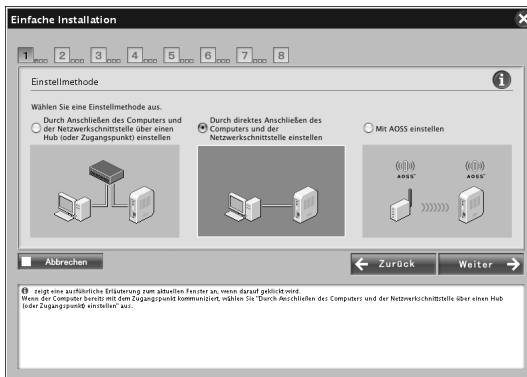 Einfache Installation
1 2 3 4 5 6 7 8
Einstellmethode
Wählen Sie eine Einstellmethode aus.
Durch Anschließen des Computers und
der Netzwerkschnittstelle über einen
Hub (oder Zugangspunkt) einstellen
Durch direktes Anschließen des
Computers und der
Netzwerkschnittstelle einstellen
Mit AOSS einstellen
AOSS™ AOSS™
Abbrechen
Zurück
Weiter
zeigt eine ausführliche Erläuterung zum aktuellen Fenster an, wenn darauf geklickt wird.
Wenn der Computer bereits mit dem Zugangspunkt kommuniziert, wählen Sie "Durch Anschließen des Computers und der Netzwerkschnittstelle über einen Hub
(oder Zugangspunkt) einstellen" aus.